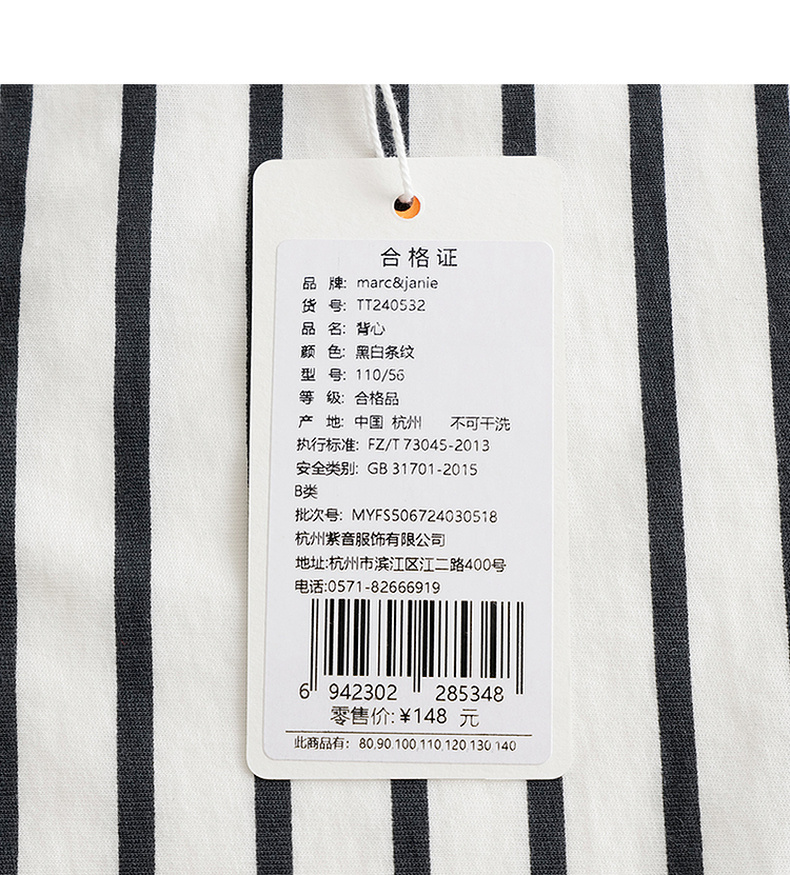 合格证
品 牌: marc&janie
货 号: TT240532
品 名: 背心
颜 色: 黑白条纹
型 号: 110/56
等 级: 合格品
产 地: 中国 杭州 不可干洗
执行标准: FZ/T 73045-2013
安全类别: GB 31701-2015
B类
批次号: MYFS506724030518
杭州紫音服饰有限公司
地址:杭州市滨江区江二路400号
电话:0571-82666919
6 942302 285348
零售价:¥148 元
此商品有: 80,90,100,110,120,130,140